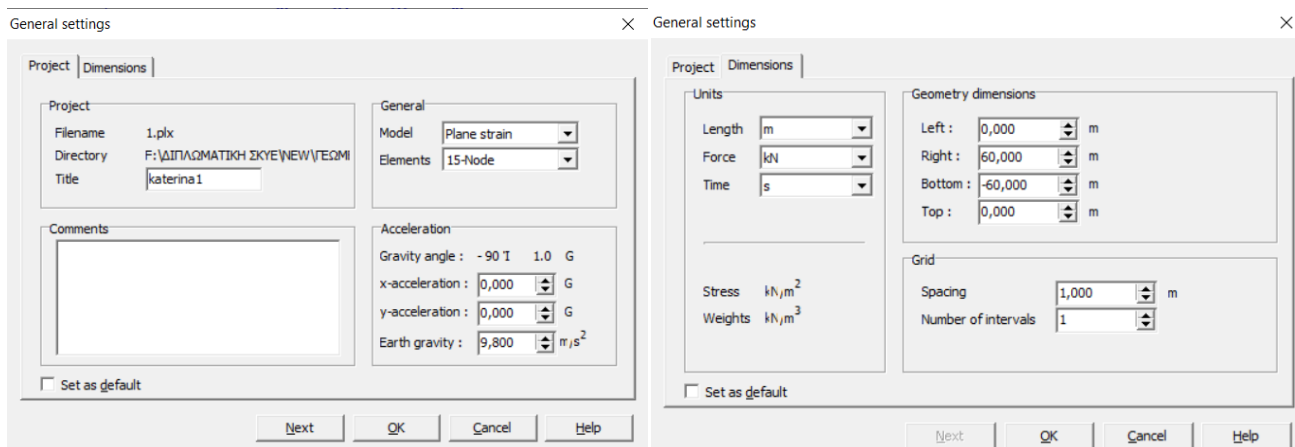 General settings
Project Dimensions
Project
Filename 1.plx
Directory F:\ΔΙΠΛΩΜΑΤΙΚΗ ΣΚΥΕ\NEW\ΓΕΩΜΙ
Title katerina1
General
Model Plane strain
Elements 15-Node
Comments
Acceleration
Gravity angle : - 90 Ί 1.0 G
x-acceleration : 0,000 G
y-acceleration : 0,000 G
Earth gravity : 9,800 m/s²
Set as default
Next OK Cancel Help
General settings
Project Dimensions
Units
Length m
Force kN
Time s
Stress kN/m²
Weights kN/m³
Geometry dimensions
Left : 0,000 m
Right : 60,000 m
Bottom : -60,000 m
Top : 0,000 m
Grid
Spacing 1,000 m
Number of intervals 1
Set as default
Next OK Cancel Help